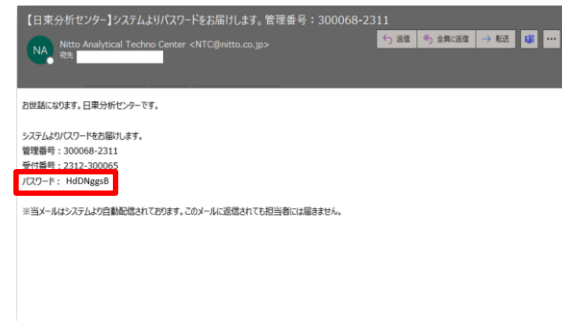 【日東分析センター】システムよりパスワードをお届けします。管理番号：300068-2311
NA
Nitto Analytical Techno Center <NTC@nitto.co.jp>
宛先
返信
全員に返信
転送
お世話になります。日東分析センターです。
システムよりパスワードをお届けします。
管理番号：300068-2311
受付番号：2312-300065
パスワード： HdDNggsB
※当メールはシステムより自動配信されております。このメールに返信されても担当者には届きません。